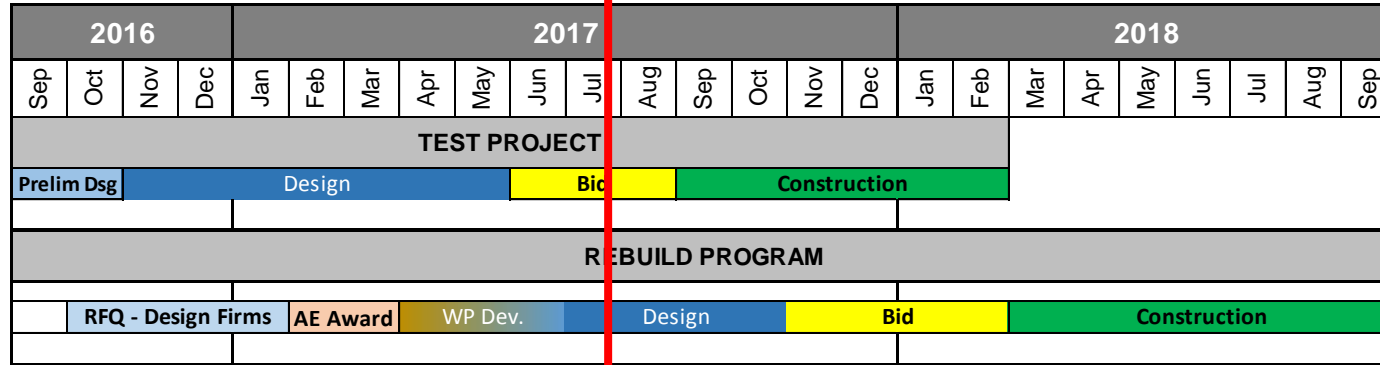 2016 2017 2018
Sep Oct Nov Dec Jan Feb Mar Apr May Jun Jul Aug Sep Oct Nov Dec Jan Feb Mar Apr May Jun Jul Aug Sep
TEST PROJECT
Prelim Dsg Design Bid Construction
REBUILD PROGRAM
RFQ - Design Firms AE Award WP Dev. Design Bid Construction